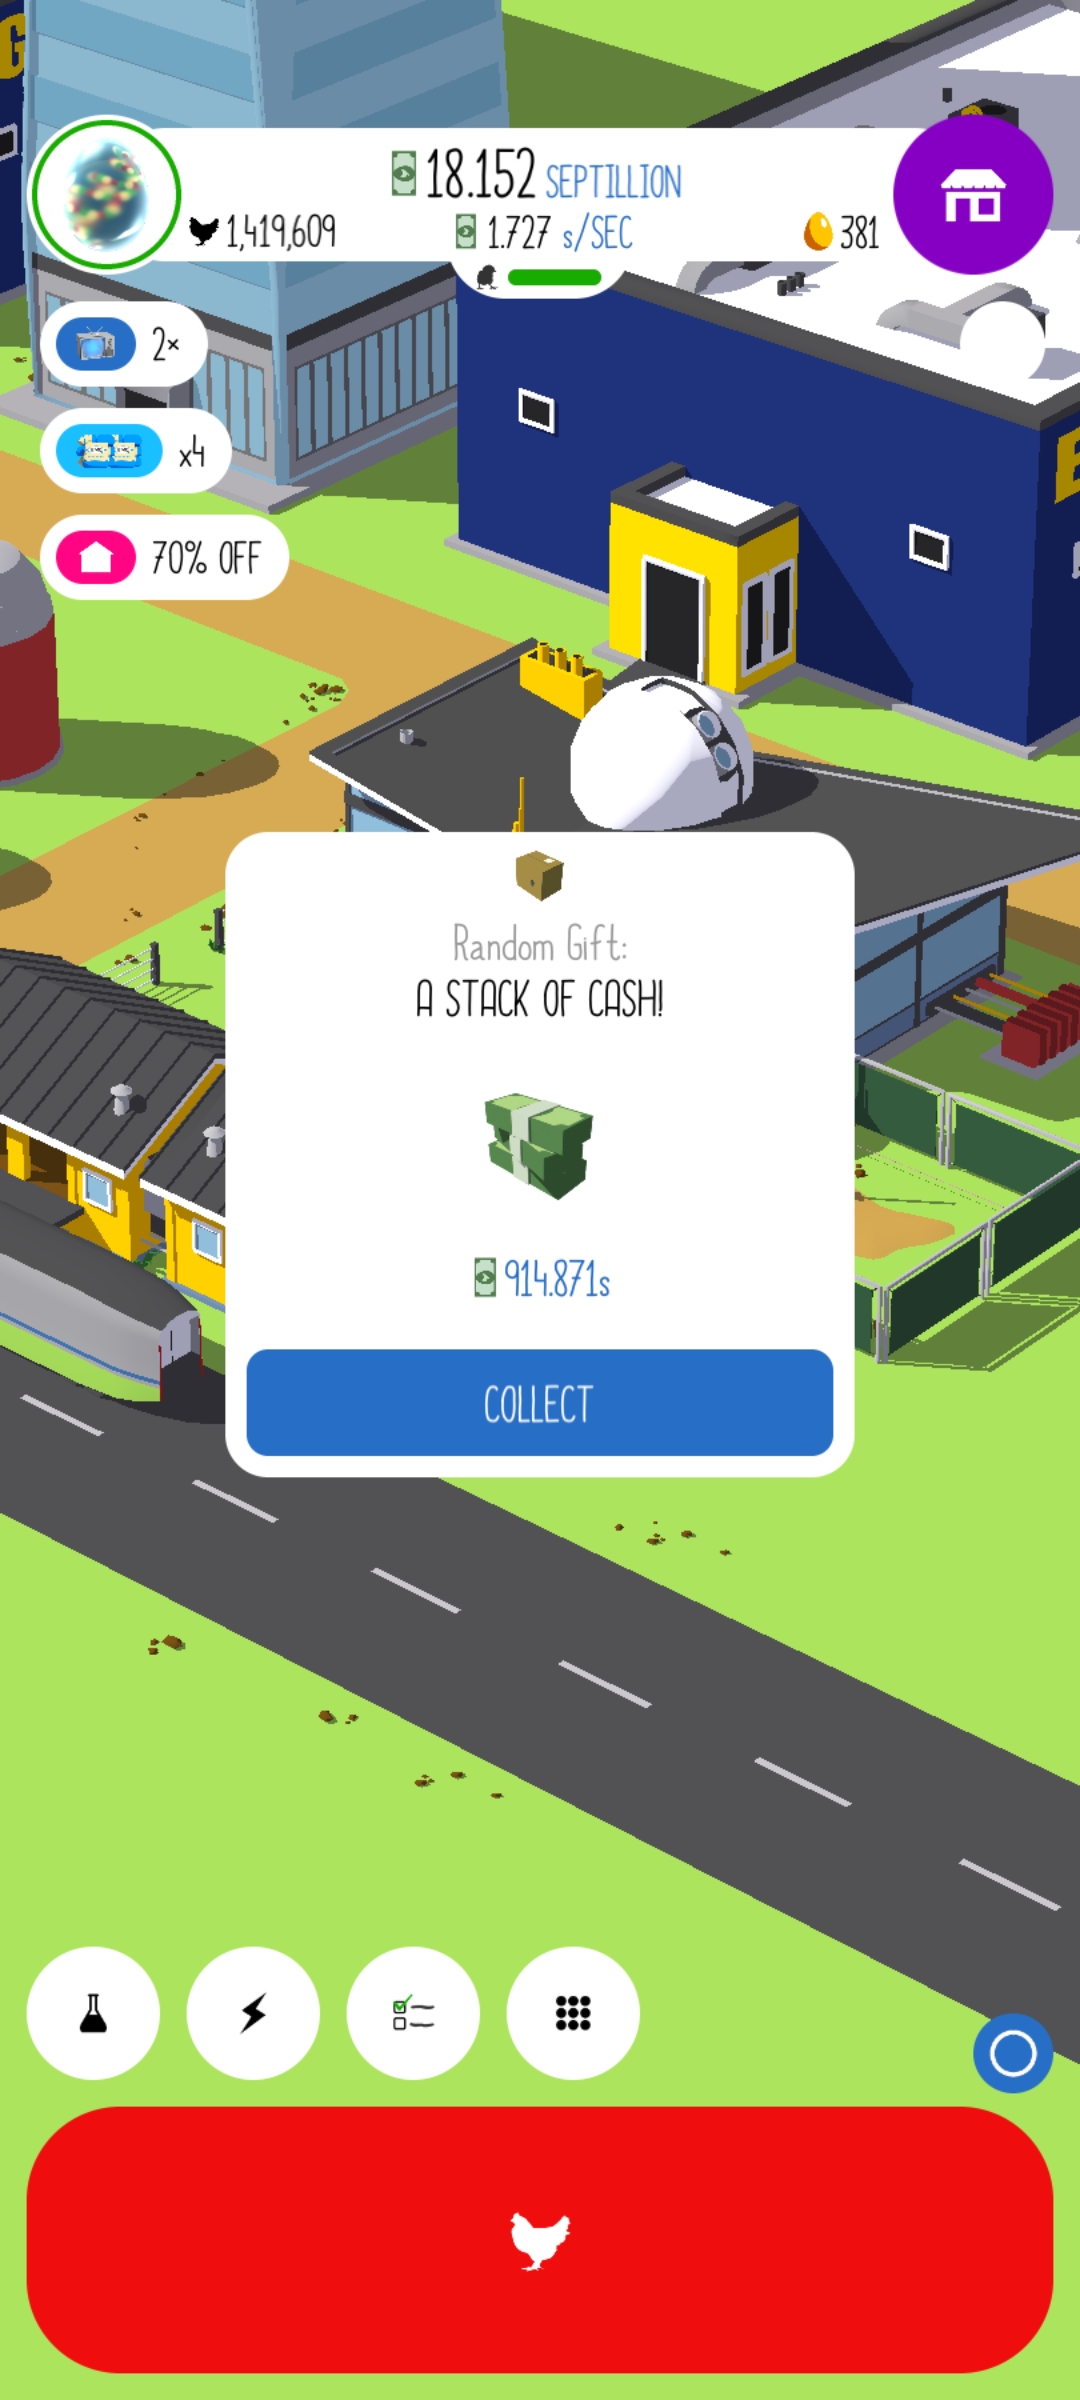 G
18.152 SEPTILLION
1,419,609
1.727 s/SEC
381
2×
x4
70% OFF
E
Random Gift:
A STACK OF CASH!
914.871s
COLLECT